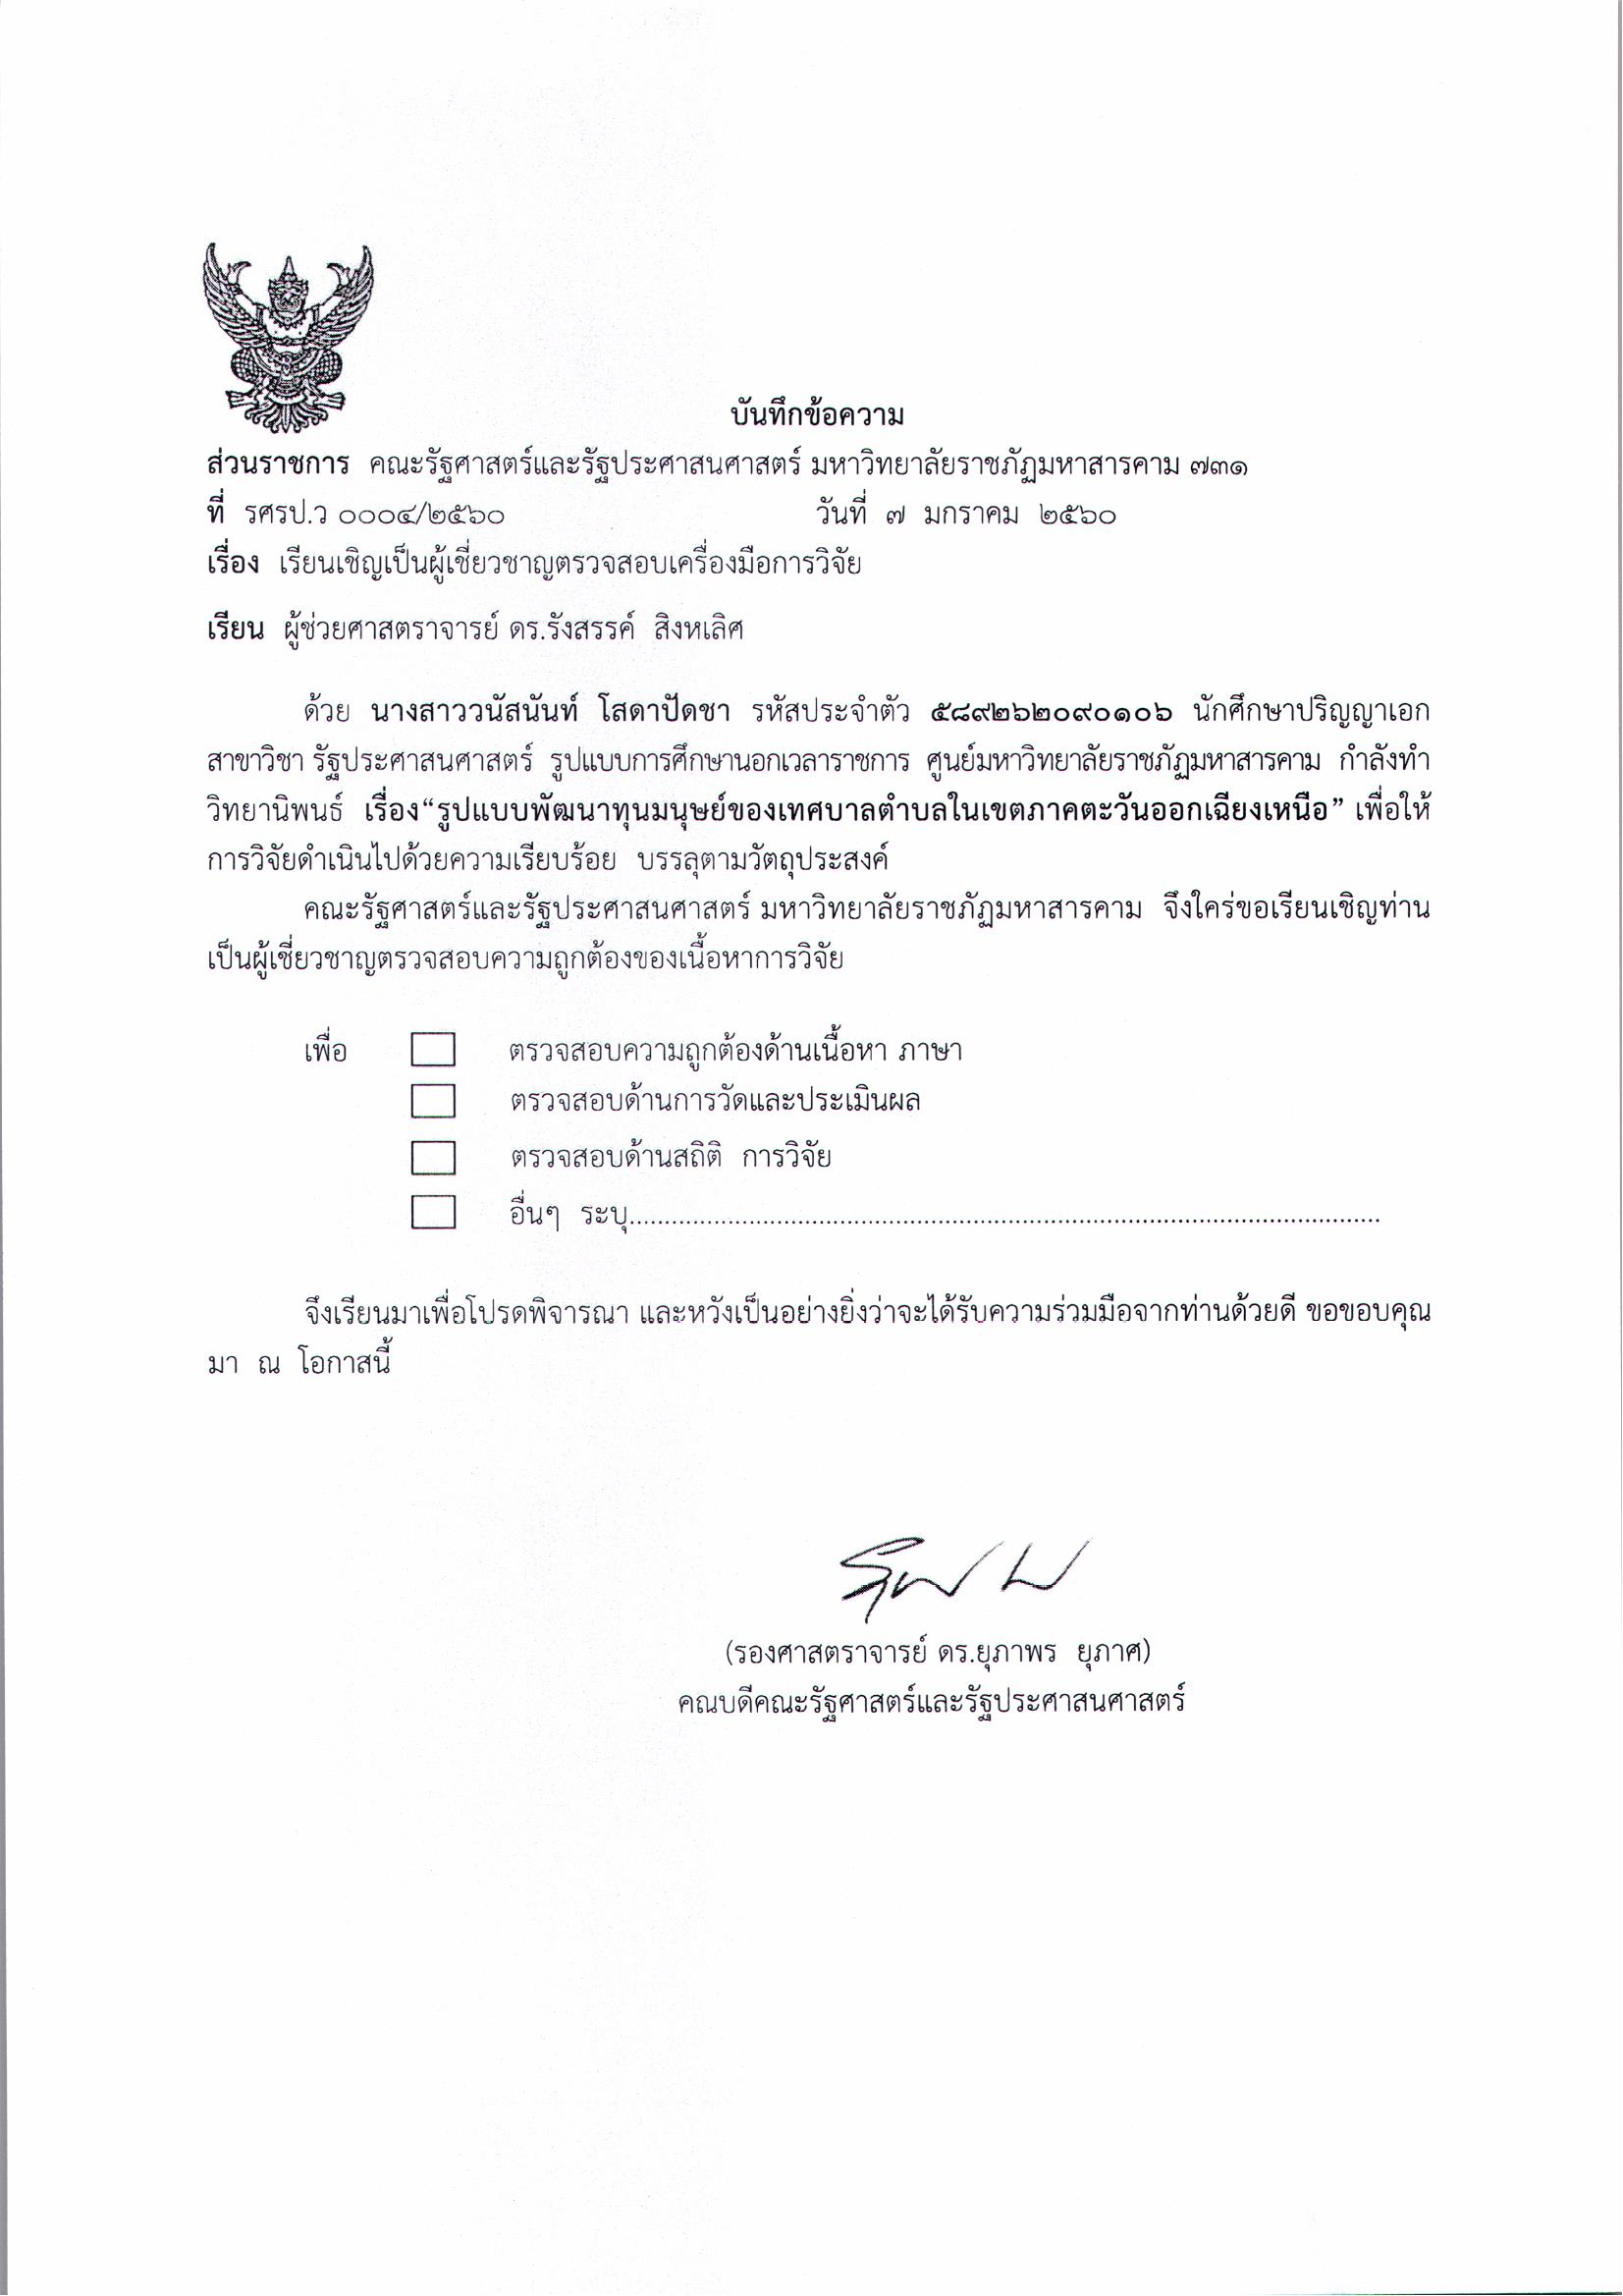 บันทึกข้อความ
ส่วนราชการ คณะรัฐศาสตร์และรัฐประศาสนศาสตร์ มหาวิทยาลัยราชภัฏมหาสารคาม ๗๓๑
ที่ รศรป.ว ๐๐๐๔/๒๕๖๐ วันที่ ๗ มกราคม ๒๕๖๐
เรื่อง เรียนเชิญเป็นผู้เชี่ยวชาญตรวจสอบเครื่องมือการวิจัย
เรียน ผู้ช่วยศาสตราจารย์ ดร.รังสรรค์ สิงหเลิศ
ด้วย นางสาววนัสนันท์ โสดาปัดชา รหัสประจำตัว ๕๘๙๒๖๒๐๙๐๑๐๖ นักศึกษาปริญญาเอก
สาขาวิชา รัฐประศาสนศาสตร์ รูปแบบการศึกษานอกเวลาราชการ ศูนย์มหาวิทยาลัยราชภัฏมหาสารคาม กำลังทำ
วิทยานิพนธ์ เรื่อง“รูปแบบพัฒนาทุนมนุษย์ของเทศบาลตำบลในเขตภาคตะวันออกเฉียงเหนือ” เพื่อให้
การวิจัยดำเนินไปด้วยความเรียบร้อย บรรลุตามวัตถุประสงค์
คณะรัฐศาสตร์และรัฐประศาสนศาสตร์ มหาวิทยาลัยราชภัฏมหาสารคาม จึงใคร่ขอเรียนเชิญท่าน
เป็นผู้เชี่ยวชาญตรวจสอบความถูกต้องของเนื้อหาการวิจัย
เพื่อ ตรวจสอบความถูกต้องด้านเนื้อหา ภาษา
ตรวจสอบด้านการวัดและประเมินผล
ตรวจสอบด้านสถิติ การวิจัย
อื่นๆ ระบุ..........................................................................................................
จึงเรียนมาเพื่อโปรดพิจารณา และหวังเป็นอย่างยิ่งว่าจะได้รับความร่วมมือจากท่านด้วยดี ขอขอบคุณ
มา ณ โอกาสนี้
(รองศาสตราจารย์ ดร.ยุภาพร ยุภาศ)
คณบดีคณะรัฐศาสตร์และรัฐประศาสนศาสตร์